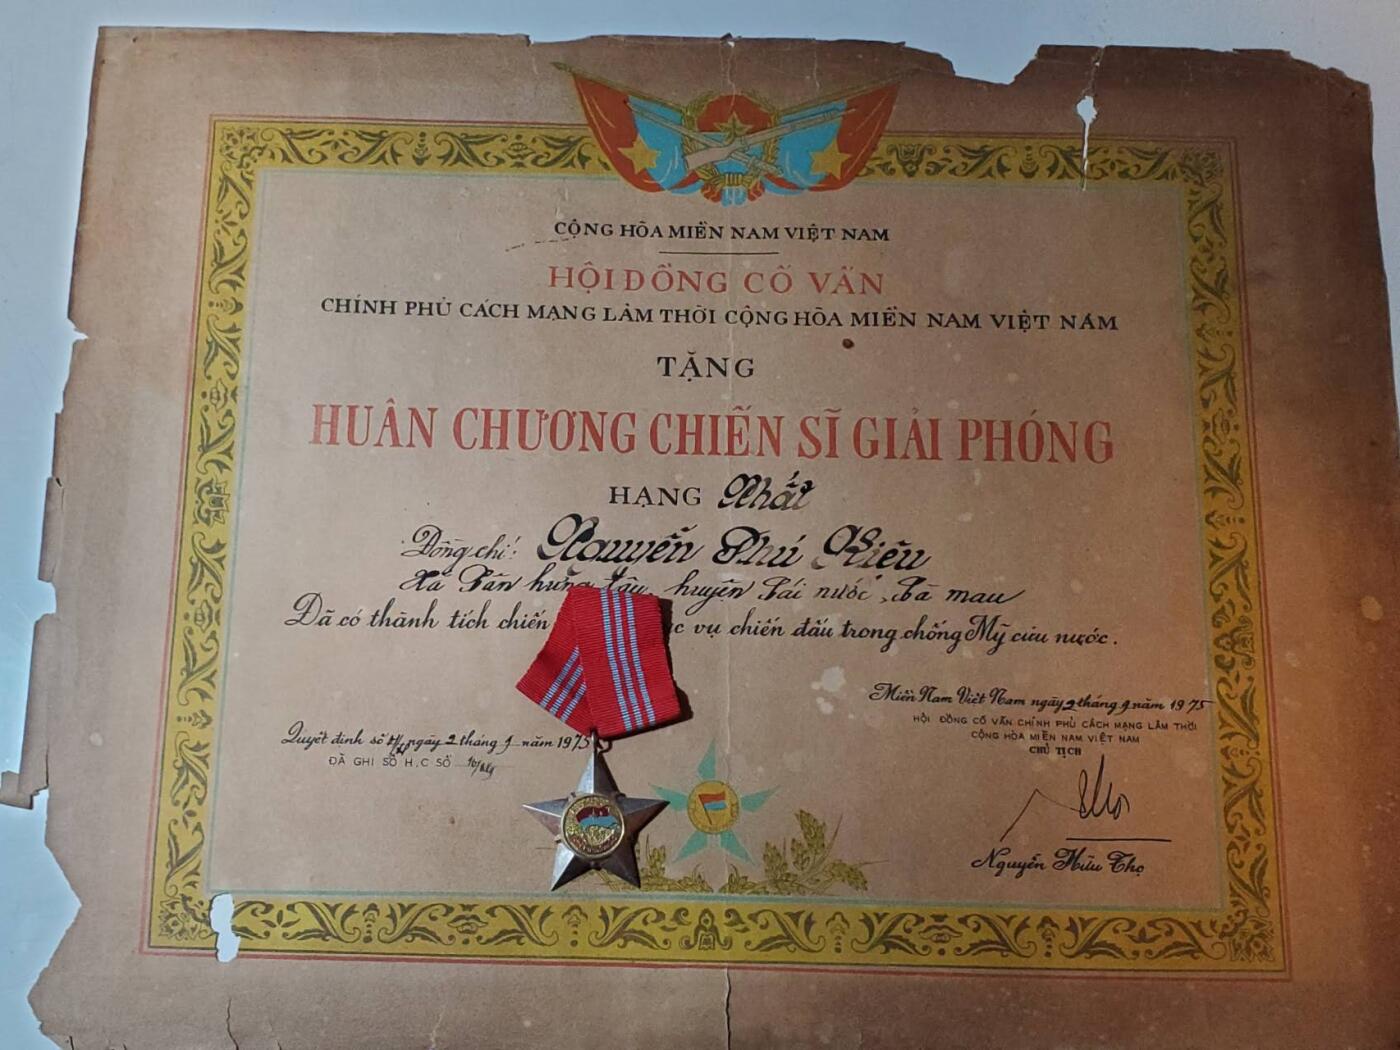 CỘNG HÒA MIỀN NAM VIỆT NAM
HỘI ĐỒNG CỐ VẤN
CHÍNH PHỦ CÁCH MẠNG LÂM THỜI CỘNG HÒA MIỀN NAM VIỆT NAM
TẶNG
HUÂN CHƯƠNG CHIẾN SĨ GIẢI PHÓNG
HẠNG Nhất
Đồng chí: Nguyễn Phú Kiều
Xã Tân hưng tây, huyện Cái nước, Cà mau
Đã có thành tích chiến vụ chiến đấu trong chống Mỹ cứu nước.
Miền Nam Việt Nam ngày 2 tháng 9 năm 1975
HỘI ĐỒNG CỐ VẤN CHÍNH PHỦ CÁCH MẠNG LÂM THỜI
CỘNG HÒA MIỀN NAM VIỆT NAM
CHỦ TỊCH
Quyết định số ngày 2 tháng 9 năm 1975
ĐÃ GHI SỔ H,C SỐ
Nguyễn Hữu Thọ